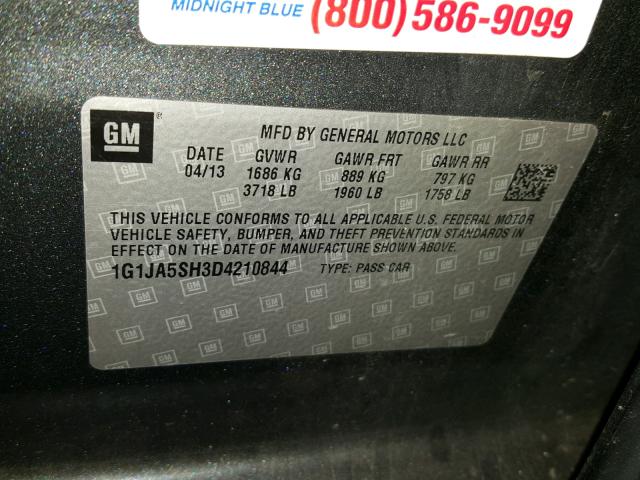 MIDNIGHT BLUE (800) 586-9099
GM ® MFD BY GENERAL MOTORS LLC
DATE GVWR GAWR FRT GAWR RR
04/13 1686 KG 889 KG 797 KG
3718 LB 1960 LB 1758 LB
THIS VEHICLE CONFORMS TO ALL APPLICABLE U.S. FEDERAL MOTOR
VEHICLE SAFETY, BUMPER, AND THEFT PREVENTION STANDARDS IN
EFFECT ON THE DATE OF MANUFACTURE SHOWN ABOVE.
1G1JA5SH3D4210844 TYPE: PASS CAR